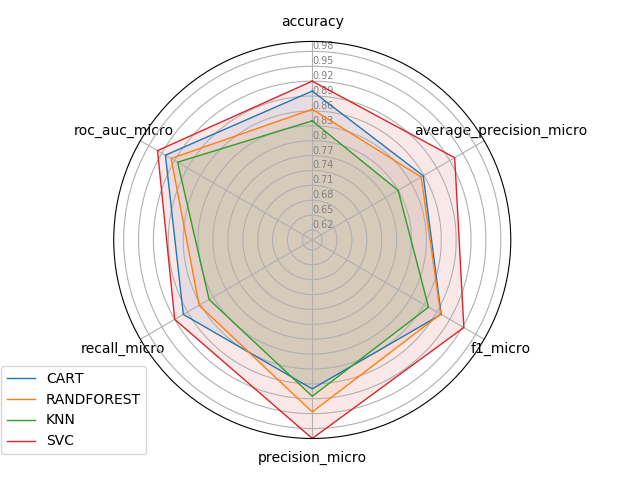 accuracy
0.98
0.95
0.92
0.89
0.86
0.83
0.8
0.77
0.74
0.71
0.68
0.65
0.62
roc_auc_micro
average_precision_micro
recall_micro
f1_micro
precision_micro
CART
RANDFOREST
KNN
SVC